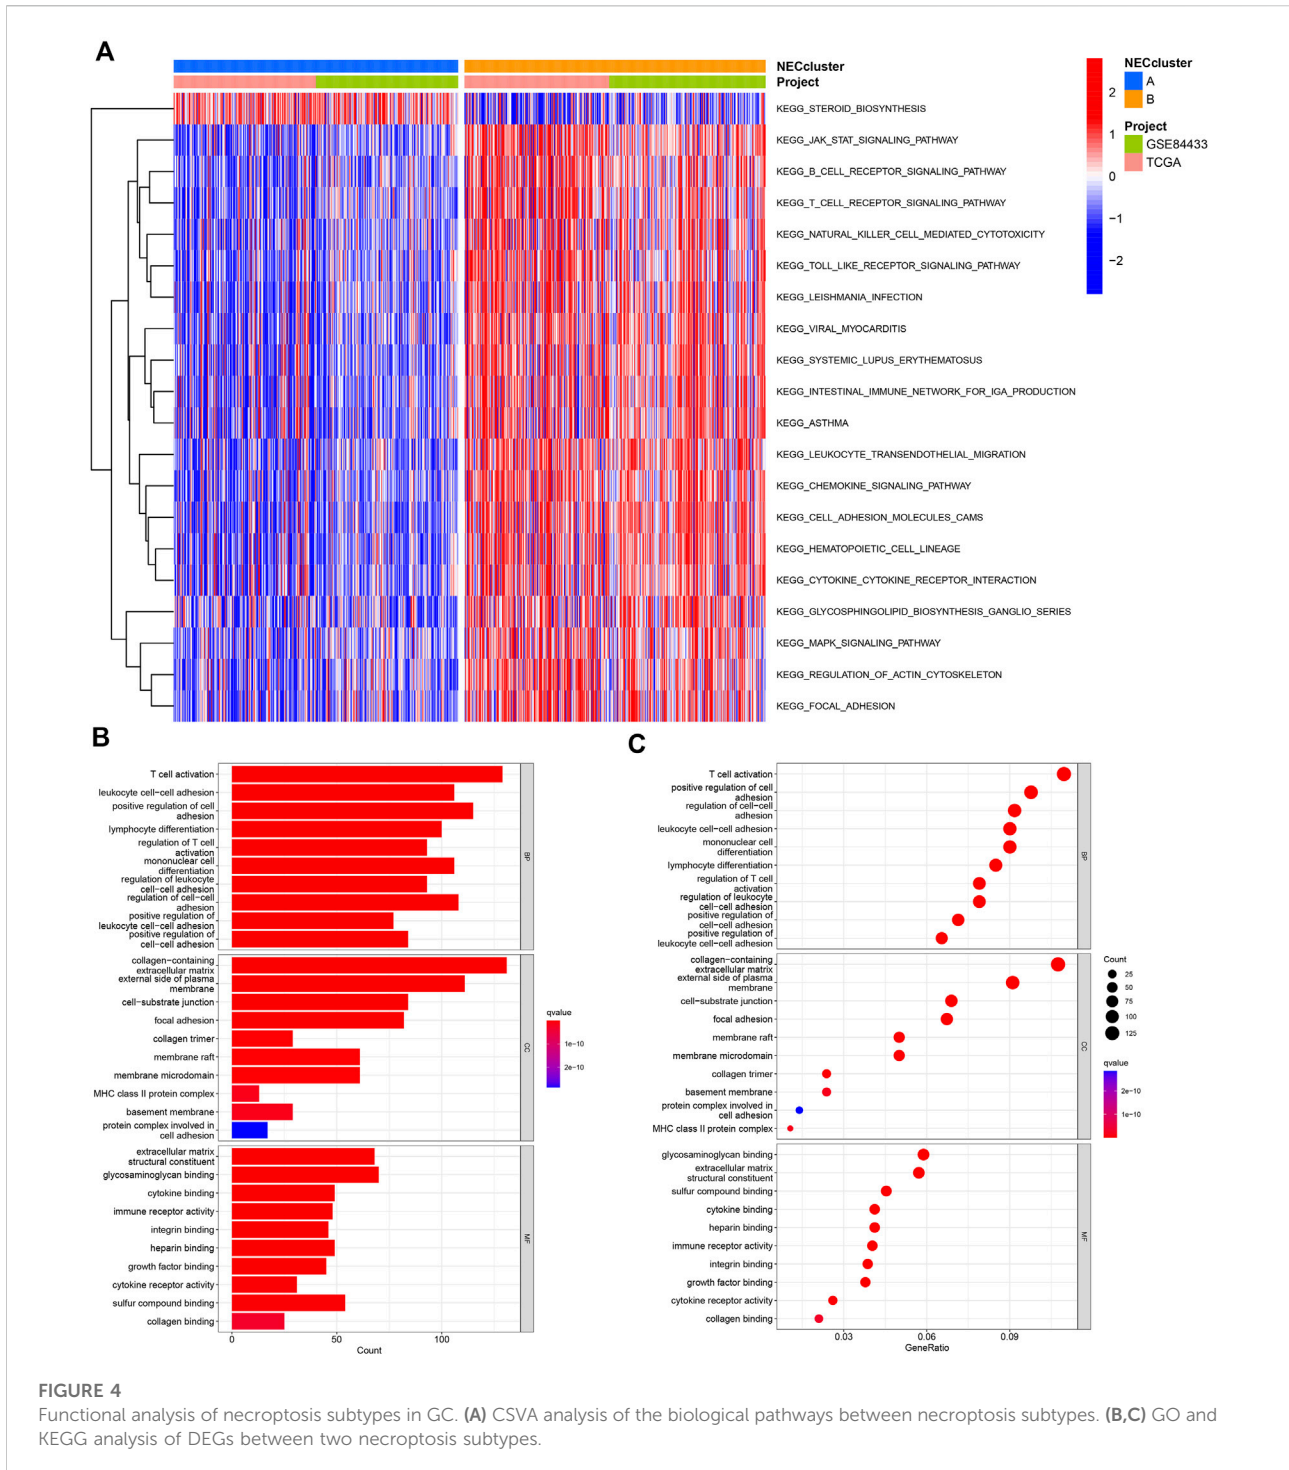 A
NECcluster
Project
KEGG_STEROID_BIOSYNTHESIS
KEGG_JAK_STAT_SIGNALING_PATHWAY
KEGG_B_CELL_RECEPTOR_SIGNALING_PATHWAY
KEGG_T_CELL_RECEPTOR_SIGNALING_PATHWAY
KEGG_NATURAL_KILLER_CELL_MEDIATED_CYTOTOXICITY
KEGG_TOLL_LIKE_RECEPTOR_SIGNALING_PATHWAY
KEGG_LEISHMANIA_INFECTION
KEGG_VIRAL_MYOCARDITIS
KEGG_SYSTEMIC_LUPUS_ERYTHEMATOSUS
KEGG_INTESTINAL_IMMUNE_NETWORK_FOR_IGA_PRODUCTION
KEGG_ASTHMA
KEGG_LEUKOCYTE_TRANSENDOTHELIAL_MIGRATION
KEGG_CHEMOKINE_SIGNALING_PATHWAY
KEGG_CELL_ADHESION_MOLECULES_CAMS
KEGG_HEMATOPOIETIC_CELL_LINEAGE
KEGG_CYTOKINE_CYTOKINE_RECEPTOR_INTERACTION
KEGG_GLYCOSPHINGOLIPID_BIOSYNTHESIS_GANGLIO_SERIES
KEGG_MAPK_SIGNALING_PATHWAY
KEGG_REGULATION_OF_ACTIN_CYTOSKELETON
KEGG_FOCAL_ADHESION
2
1
0
−1
−2
NECcluster
A
B
Project
GSE84433
TCGA
B
T cell activation
leukocyte cell−cell adhesion
positive regulation of cell
adhesion
lymphocyte differentiation
regulation of T cell
activation
mononuclear cell
differentiation
regulation of leukocyte
cell−cell adhesion
regulation of cell−cell
adhesion
positive regulation of
leukocyte cell−cell adhesion
positive regulation of
cell−cell adhesion
BP
collagen−containing
extracellular matrix
external side of plasma
membrane
cell−substrate junction
focal adhesion
collagen trimer
membrane raft
membrane microdomain
MHC class II protein complex
basement membrane
protein complex involved in
cell adhesion
CC
extracellular matrix
structural constituent
glycosaminoglycan binding
cytokine binding
immune receptor activity
integrin binding
heparin binding
growth factor binding
cytokine receptor activity
sulfur compound binding
collagen binding
MF
0
50
100
Count
qvalue
1e−10
2e−10
C
T cell activation
positive regulation of cell
adhesion
regulation of cell−cell
adhesion
leukocyte cell−cell adhesion
mononuclear cell
differentiation
lymphocyte differentiation
regulation of T cell
activation
regulation of leukocyte
cell−cell adhesion
positive regulation of
cell−cell adhesion
positive regulation of
leukocyte cell−cell adhesion
BP
collagen−containing
extracellular matrix
external side of plasma
membrane
cell−substrate junction
focal adhesion
membrane raft
membrane microdomain
collagen trimer
basement membrane
protein complex involved in
cell adhesion
MHC class II protein complex
CC
glycosaminoglycan binding
extracellular matrix
structural constituent
sulfur compound binding
cytokine binding
heparin binding
immune receptor activity
integrin binding
growth factor binding
cytokine receptor activity
collagen binding
MF
0.03
0.06
0.09
GeneRatio
Count
25
50
75
100
125
qvalue
2e−10
1e−10
FIGURE 4
Functional analysis of necroptosis subtypes in GC. (A) CSVA analysis of the biological pathways between necroptosis subtypes. (B,C) GO and
KEGG analysis of DEGs between two necroptosis subtypes.